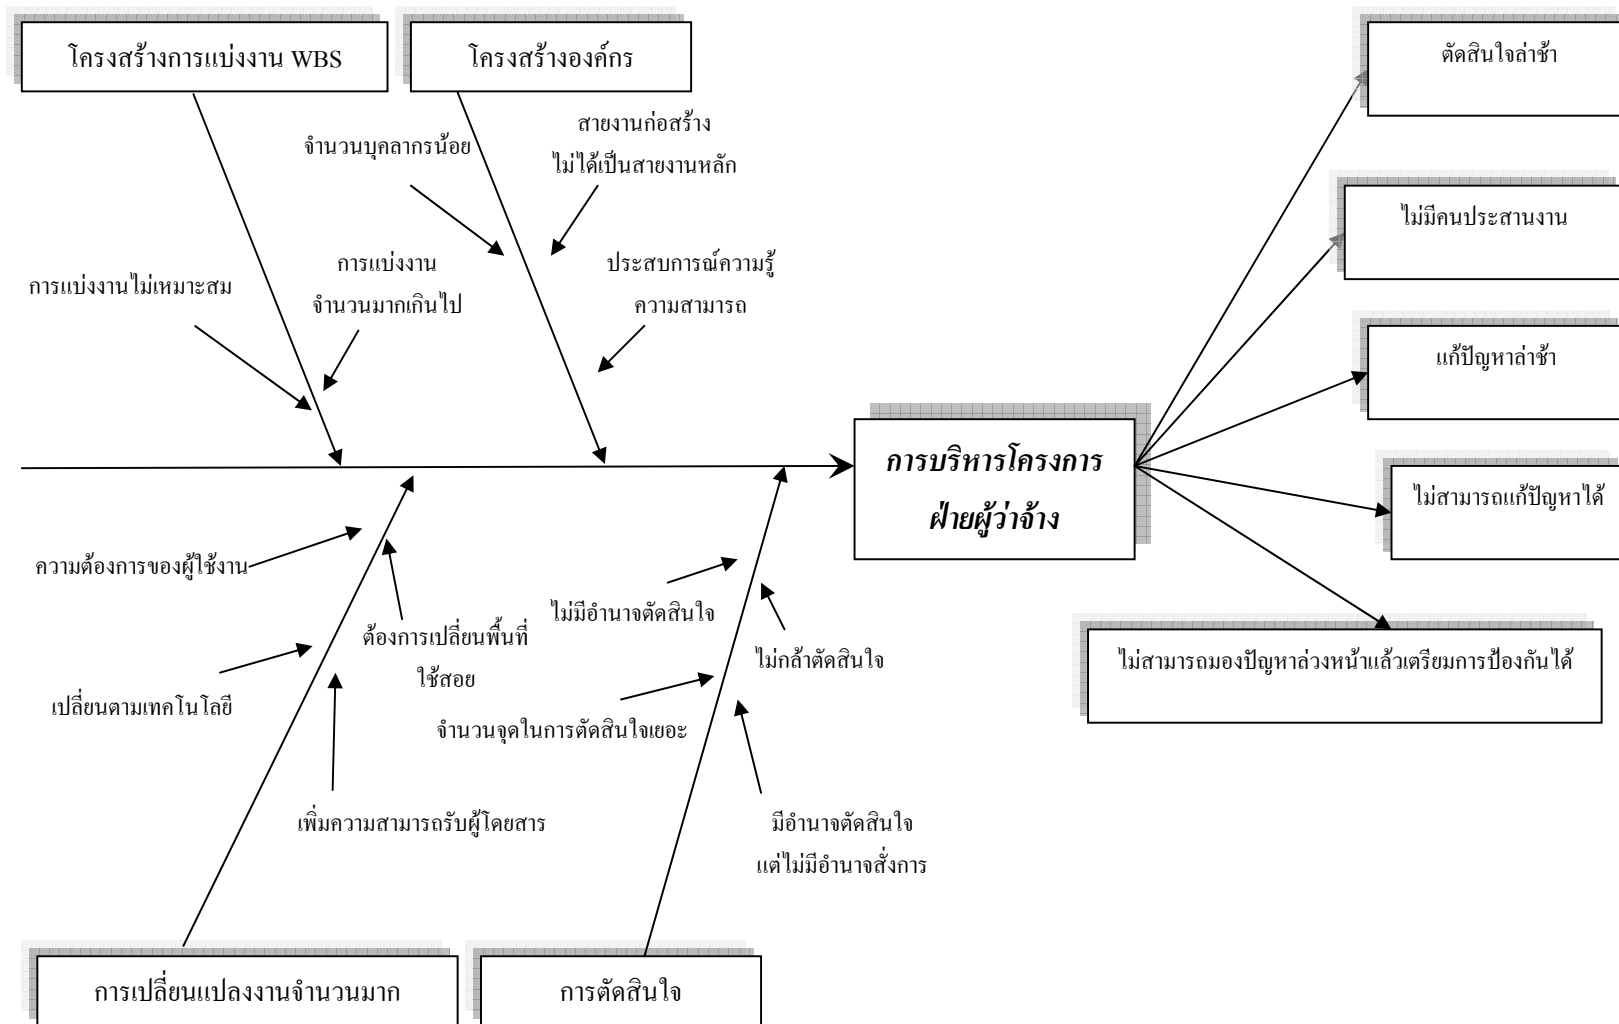 โครงสร้างการแบ่งงาน WBS
โครงสร้างองค์กร
ตัดสินใจล่าช้า
จำนวนบุคลากรน้อย
สายงานก่อสร้าง
ไม่ได้เป็นสายงานหลัก
ไม่มีคนประสานงาน
การแบ่งงานไม่เหมาะสม
การแบ่งงาน
จำนวนมากเกินไป
ประสบการณ์ความรู้
ความสามารถ
แก้ปัญหาล่าช้า
การบริหารโครงการ
ฝ่ายผู้ว่าจ้าง
ไม่สามารถแก้ปัญหาได้
ความต้องการของผู้ใช้งาน
ต้องการเปลี่ยนพื้นที่
ใช้สอย
ไม่มีอำนาจตัดสินใจ
ไม่กล้าตัดสินใจ
ไม่สามารถมองปัญหาล่วงหน้าแล้วเตรียมการป้องกันได้
เปลี่ยนตามเทคโนโลยี
จำนวนจุดในการตัดสินใจเยอะ
เพิ่มความสามารถรับผู้โดยสาร
มีอำนาจตัดสินใจ
แต่ไม่มีอำนาจสั่งการ
การเปลี่ยนแปลงงานจำนวนมาก
การตัดสินใจ